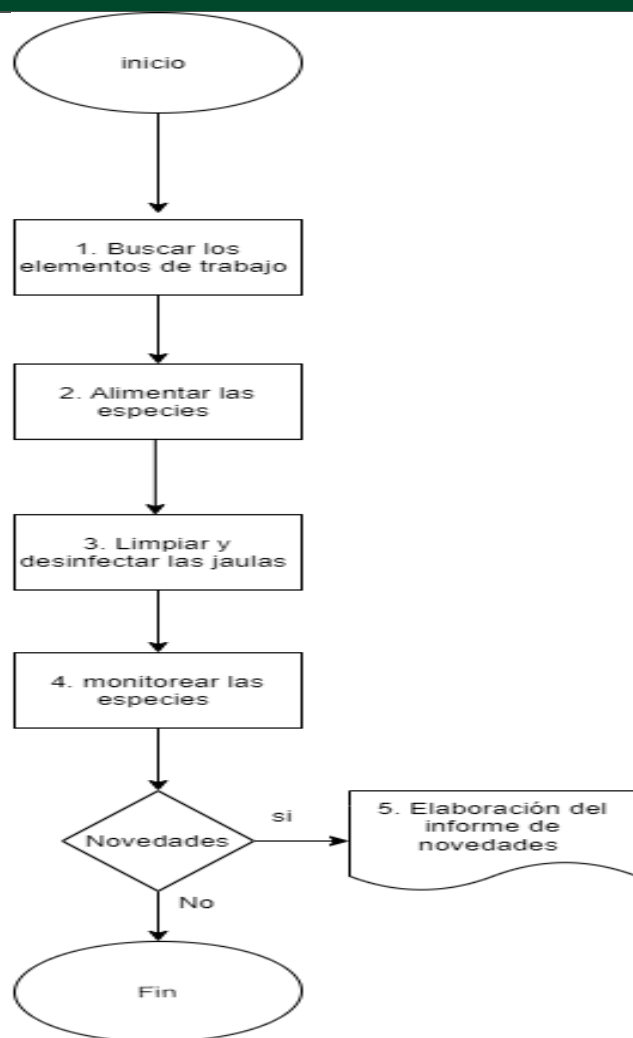 inicio
1. Buscar los
elementos de trabajo
2. Alimentar las
especies
3. Limpiar y
desinfectar las jaulas
4. monitorear las
especies
Novedades
si
5. Elaboración del
informe de
novedades
No
Fin